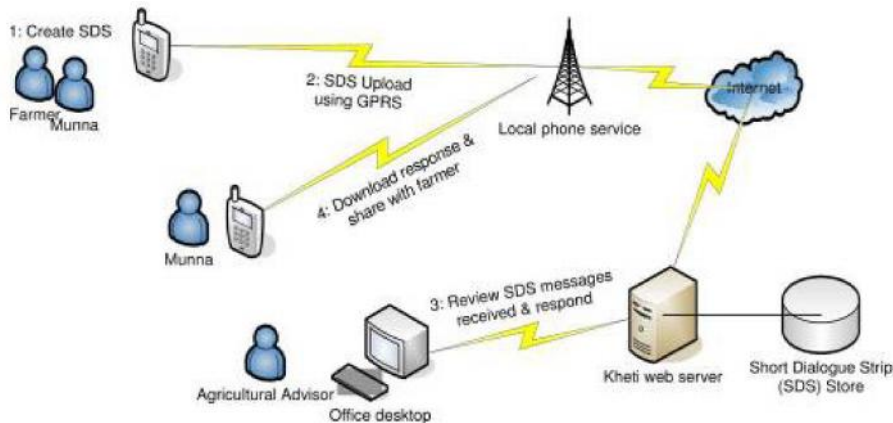 1: Create SDS
Farmer
Munna
2: SDS Upload
using GPRS
Local phone service
Internet
4: Download response &
share with farmer
Munna
3: Review SDS messages
received & respond
Agricultural Advisor
Office desktop
Kheti web server
Short Dialogue Strip
(SDS) Store